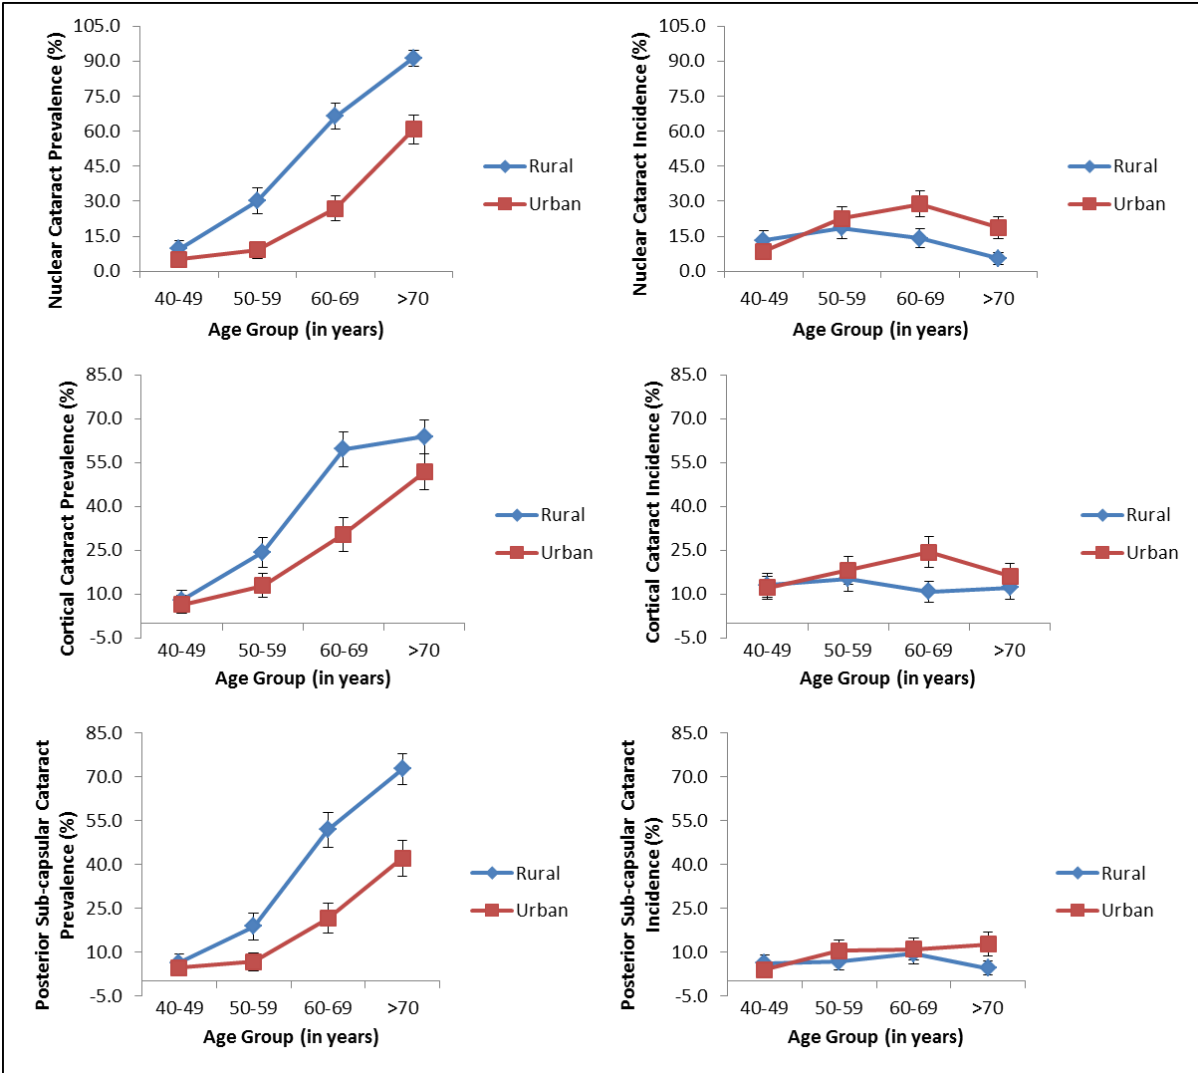 Nuclear Cataract Prevalence (%)
105.0
90.0
75.0
60.0
45.0
30.0
15.0
0.0
40-49 50-59 60-69 >70
Age Group (in years)
Rural
Urban
Nuclear Cataract Incidence (%)
105.0
90.0
75.0
60.0
45.0
30.0
15.0
0.0
40-49 50-59 60-69 >70
Age Group (in years)
Rural
Urban
Cortical Cataract Prevalence (%)
85.0
70.0
55.0
40.0
25.0
10.0
-5.0
40-49 50-59 60-69 >70
Age Group (in years)
Rural
Urban
Cortical Cataract Incidence (%)
85.0
70.0
55.0
40.0
25.0
10.0
-5.0
40-49 50-59 60-69 >70
Age Group (in years)
Rural
Urban
Posterior Sub-capsular Cataract
Prevalence (%)
85.0
70.0
55.0
40.0
25.0
10.0
-5.0
40-49 50-59 60-69 >70
Age Group (in years)
Rural
Urban
Posterior Sub-capsular Cataract
Incidence (%)
85.0
70.0
55.0
40.0
25.0
10.0
-5.0
40-49 50-59 60-69 >70
Age Group (in years)
Rural
Urban